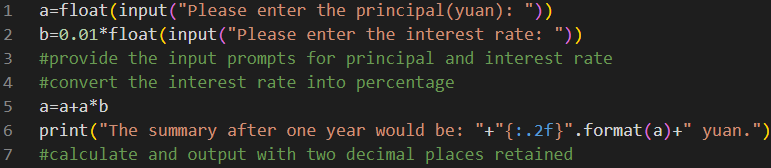 1 a=float(input("Please enter the principal(yuan): "))
2 b=0.01*float(input("Please enter the interest rate: "))
3 #provide the input prompts for principal and interest rate
4 #convert the interest rate into percentage
5 a=a+a*b
6 print("The summary after one year would be: "+"{:.2f}".format(a)+" yuan.")
7 #calculate and output with two decimal places retained